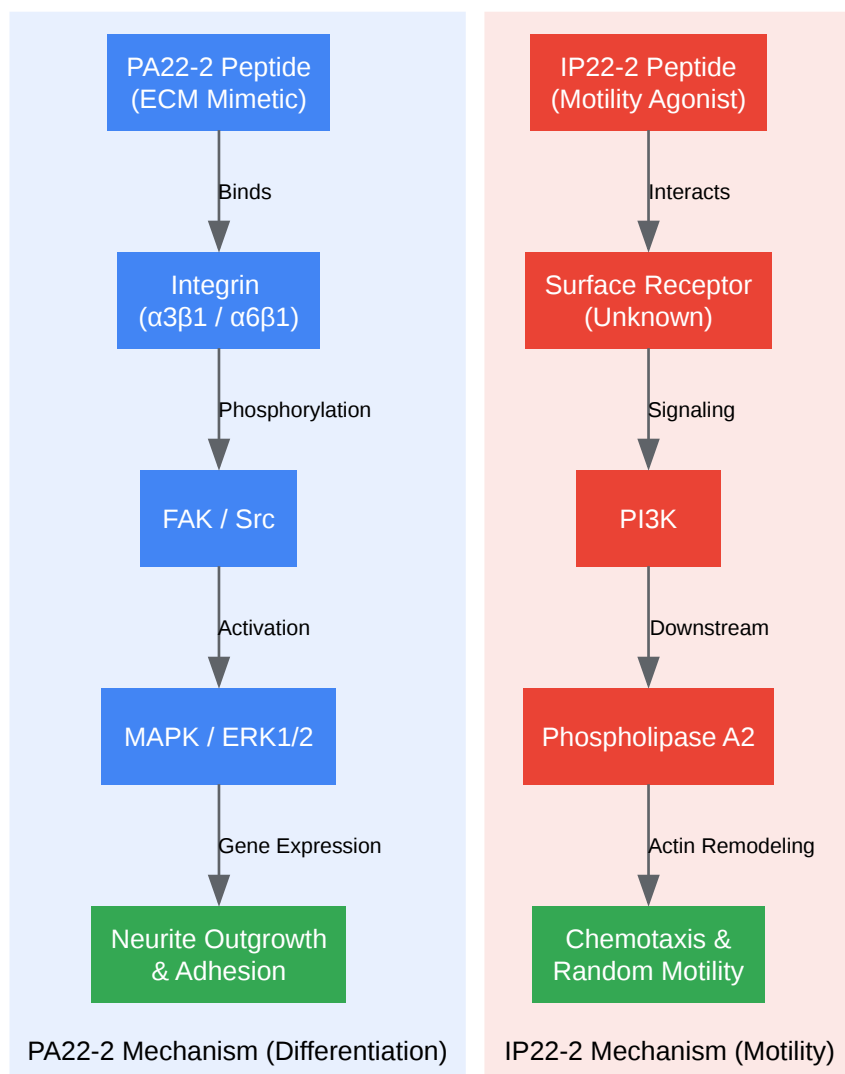 PA22-2 Peptide
(ECM Mimetic)
Binds
Integrin
(α3β1 / α6β1)
Phosphorylation
FAK / Src
Activation
MAPK / ERK1/2
Gene Expression
Neurite Outgrowth
& Adhesion
PA22-2 Mechanism (Differentiation)
IP22-2 Peptide
(Motility Agonist)
Interacts
Surface Receptor
(Unknown)
Signaling
PI3K
Downstream
Phospholipase A2
Actin Remodeling
Chemotaxis &
Random Motility
IP22-2 Mechanism (Motility)